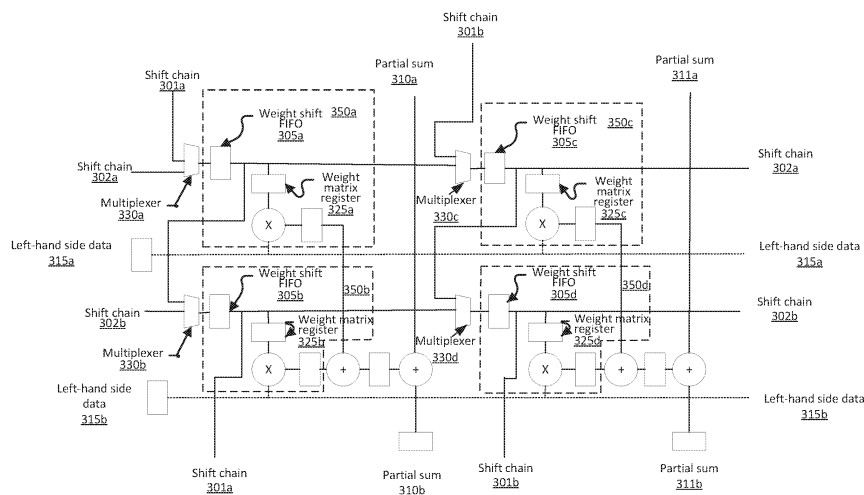 Shift chain
301b
Partial sum
310a
Partial sum
311a
Shift chain
301a
Weight shift
FIFO
305a
350a
Weight shift
FIFO
305c
350c
Shift chain
302a
Multiplexer
330a
Weight
matrix
register
325a
Multiplexer
330c
Weight
matrix
register
325c
Shift chain
302a
X
X
Left-hand side data
315a
Left-hand side data
315a
Weight shift
FIFO
305b
350b
Weight shift
FIFO
305d
350d
Shift chain
302b
Multiplexer
330b
Weight matrix
register
325b
Multiplexer
330d
Weight matrix
register
325d
Shift chain
302b
X
+
+
X
+
+
Left-hand side
data
315b
Left-hand side data
315b
Shift chain
301a
Partial sum
310b
Shift chain
301b
Partial sum
311b